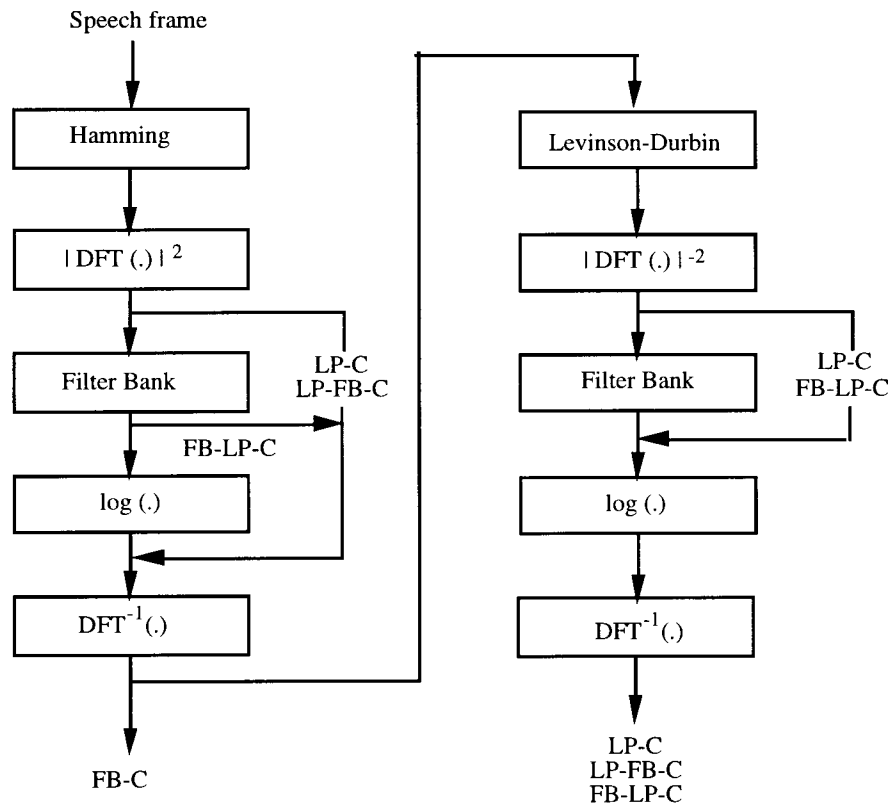 Speech frame
Hamming
| DFT (.) | 2
LP-C
LP-FB-C
Filter Bank
FB-LP-C
log (.)
DFT-1(.)
FB-C
Levinson-Durbin
| DFT (.) | -2
LP-C
FB-LP-C
Filter Bank
log (.)
DFT-1(.)
LP-C
LP-FB-C
FB-LP-C